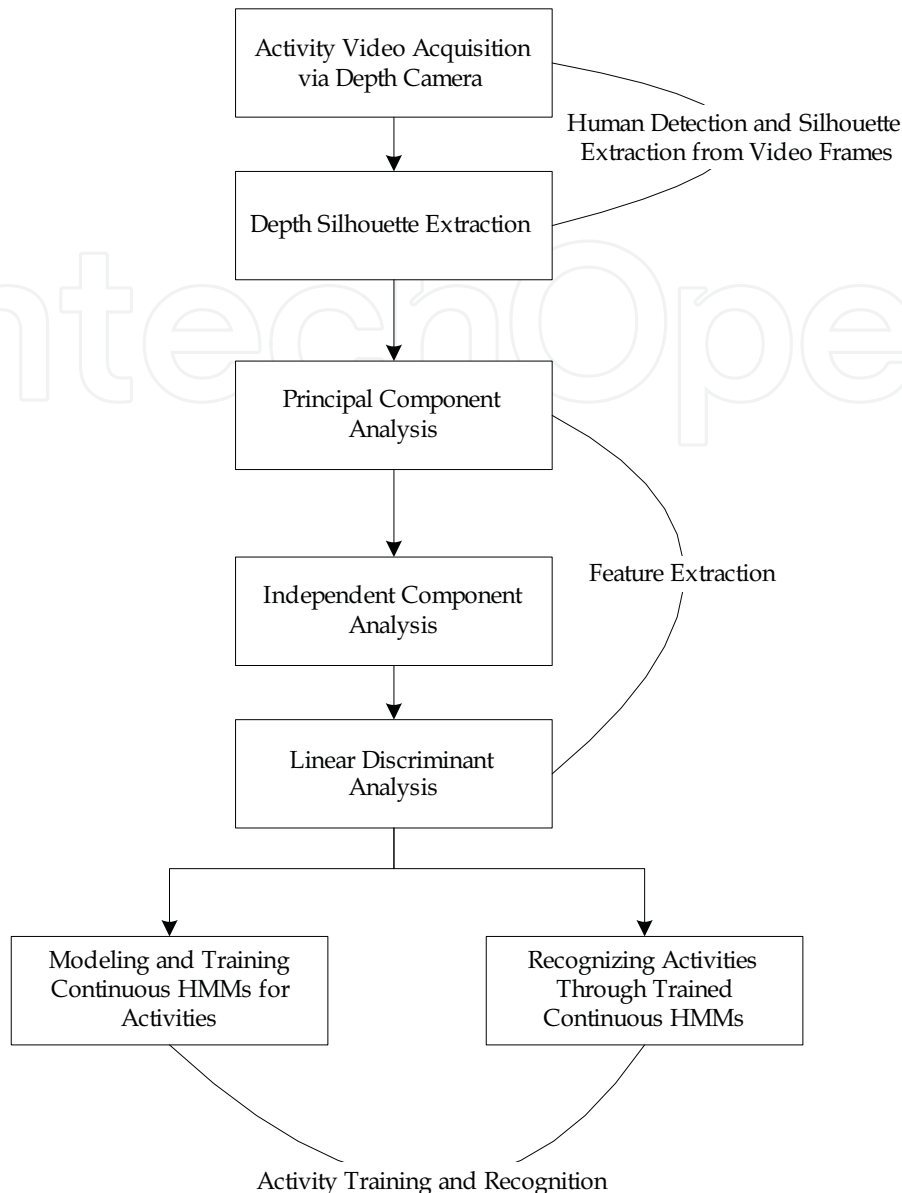 Activity Video Acquisition
via Depth Camera
Human Detection and Silhouette
Extraction from Video Frames
Depth Silhouette Extraction
ntechOpe
Principal Component
Analysis
Feature Extraction
Independent Component
Analysis
Linear Discriminant
Analysis
Modeling and Training
Continuous HMMs for
Activities
Recognizing Activities
Through Trained
Continuous HMMs
Activity Training and Recognition